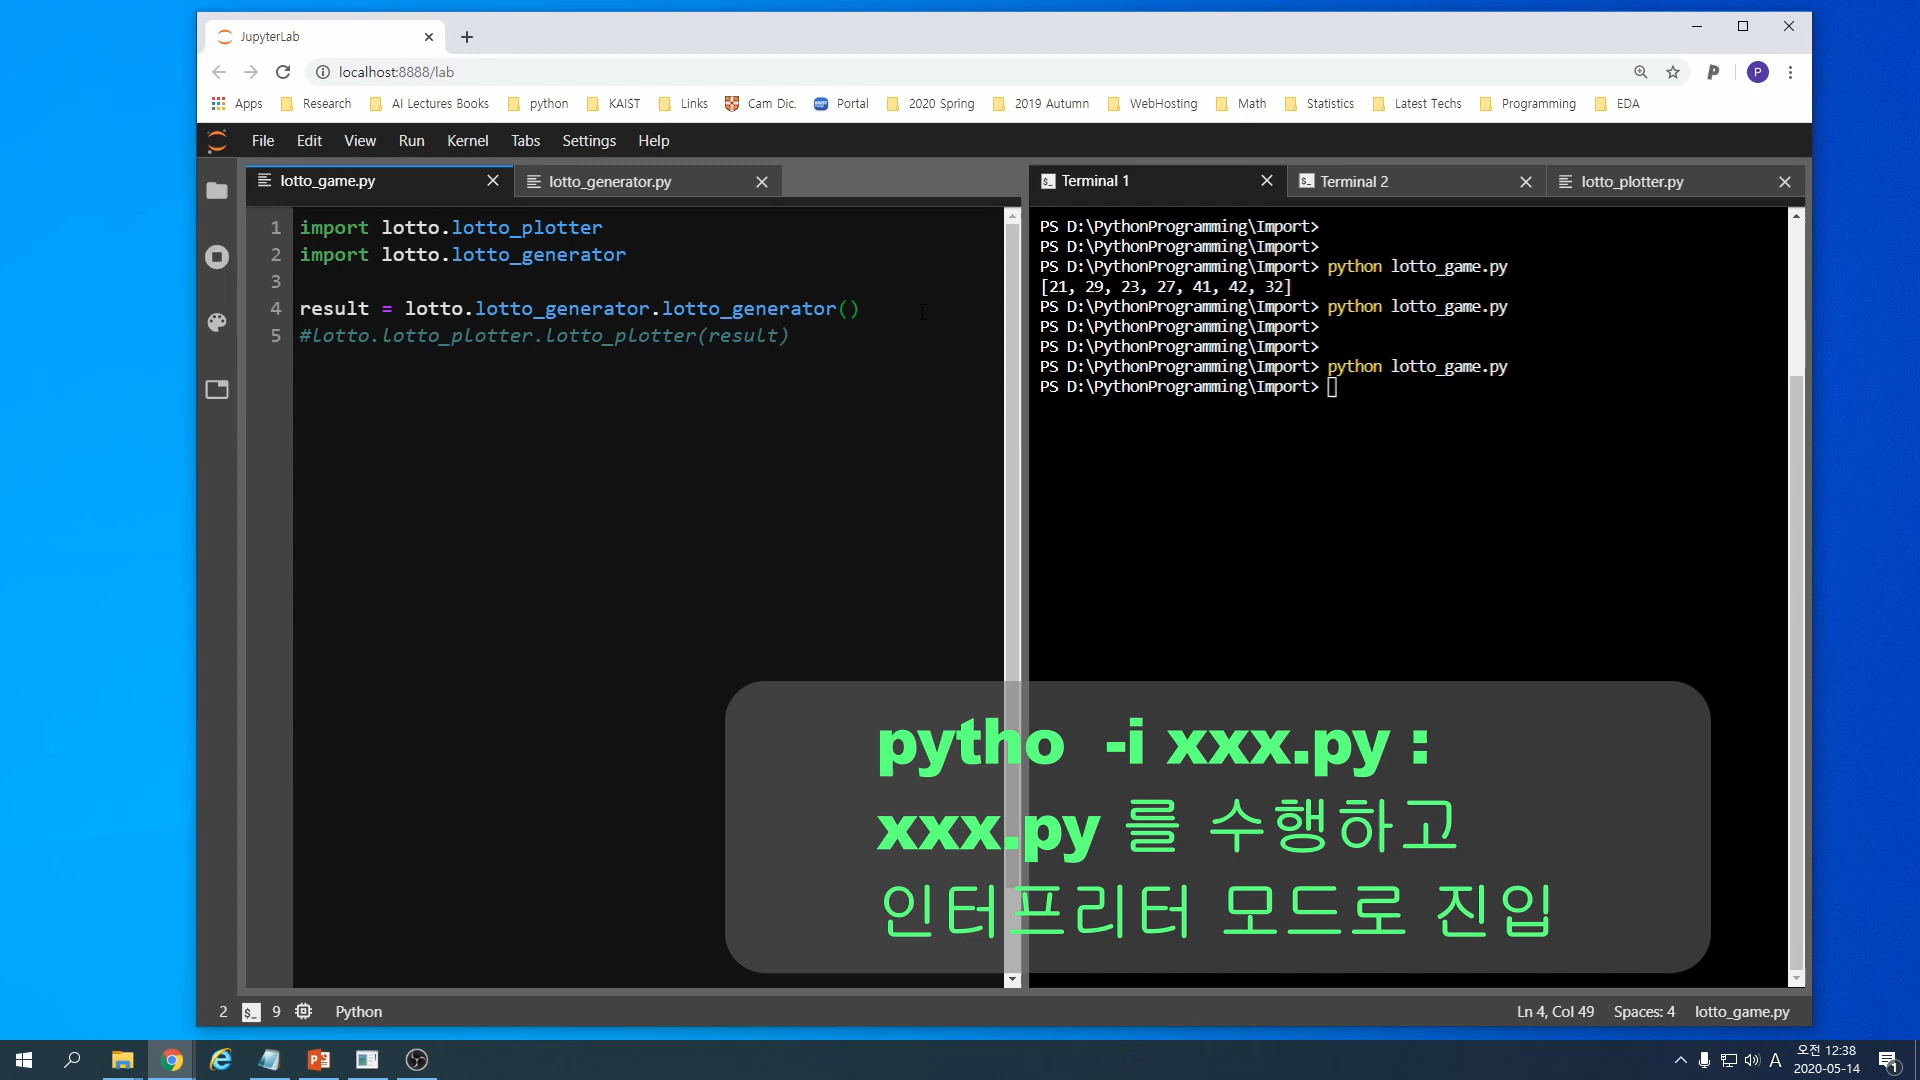 JupyterLab
localhost:8888/lab
P
Apps Research AI Lectures Books python KAIST Links Cam Dic. Portal 2020 Spring 2019 Autumn WebHosting Math Statistics Latest Techs Programming EDA
File Edit View Run Kernel Tabs Settings Help
lotto_game.py lotto_generator.py
1 import lotto.lotto_plotter
2 import lotto.lotto_generator
3
4 result = lotto.lotto_generator.lotto_generator()
5 #lotto.lotto_plotter.lotto_plotter(result)
Terminal 1 Terminal 2 lotto_plotter.py
PS D:\PythonProgramming\Import>
PS D:\PythonProgramming\Import>
PS D:\PythonProgramming\Import> python lotto_game.py
[21, 29, 23, 27, 41, 42, 32]
PS D:\PythonProgramming\Import> python lotto_game.py
PS D:\PythonProgramming\Import>
PS D:\PythonProgramming\Import>
PS D:\PythonProgramming\Import> python lotto_game.py
PS D:\PythonProgramming\Import>
pytho -i xxx.py :
xxx.py 를 수행하고
인터프리터 모드로 진입
2 $_ 9 Python Ln 4, Col 49 Spaces: 4 lotto_game.py
A 오전 12:38
2020-05-14
1